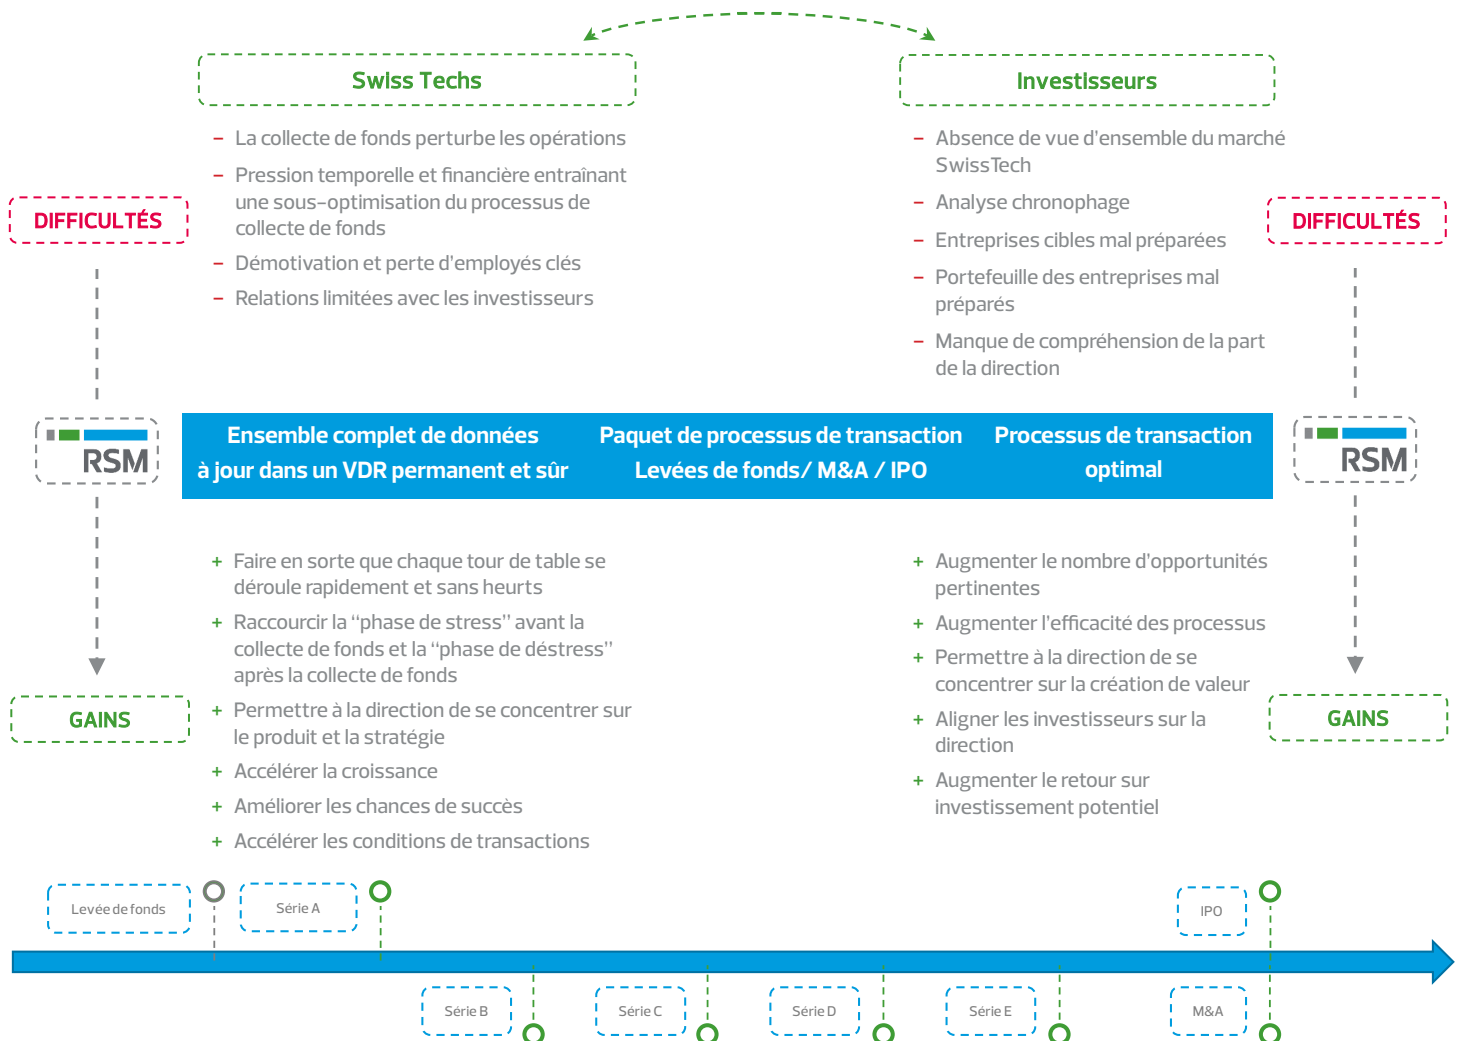 Swiss Techs
Investisseurs
DIFFICULTÉS
– La collecte de fonds perturbe les opérations
– Pression temporelle et financière entraînant
une sous-optimisation du processus de
collecte de fonds
– Démotivation et perte d'employés clés
– Relations limitées avec les investisseurs
– Absence de vue d'ensemble du marché
SwissTech
– Analyse chronophage
– Entreprises cibles mal préparées
– Portefeuille des entreprises mal
préparés
– Manque de compréhension de la part
de la direction
DIFFICULTÉS
RSM
Ensemble complet de données
à jour dans un VDR permanent et sûr
Paquet de processus de transaction
Levées de fonds/ M&A / IPO
Processus de transaction
optimal
RSM
GAINS
+ Faire en sorte que chaque tour de table se
déroule rapidement et sans heurts
+ Raccourcir la “phase de stress” avant la
collecte de fonds et la “phase de déstress”
après la collecte de fonds
+ Permettre à la direction de se concentrer sur
le produit et la stratégie
+ Accélérer la croissance
+ Améliorer les chances de succès
+ Accélérer les conditions de transactions
+ Augmenter le nombre d'opportunités
pertinentes
+ Augmenter l'efficacité des processus
+ Permettre à la direction de se
concentrer sur la création de valeur
+ Aligner les investisseurs sur la
direction
+ Augmenter le retour sur
investissement potentiel
GAINS
Levée de fonds
Série A
IPO
Série B
Série C
Série D
Série E
M&A